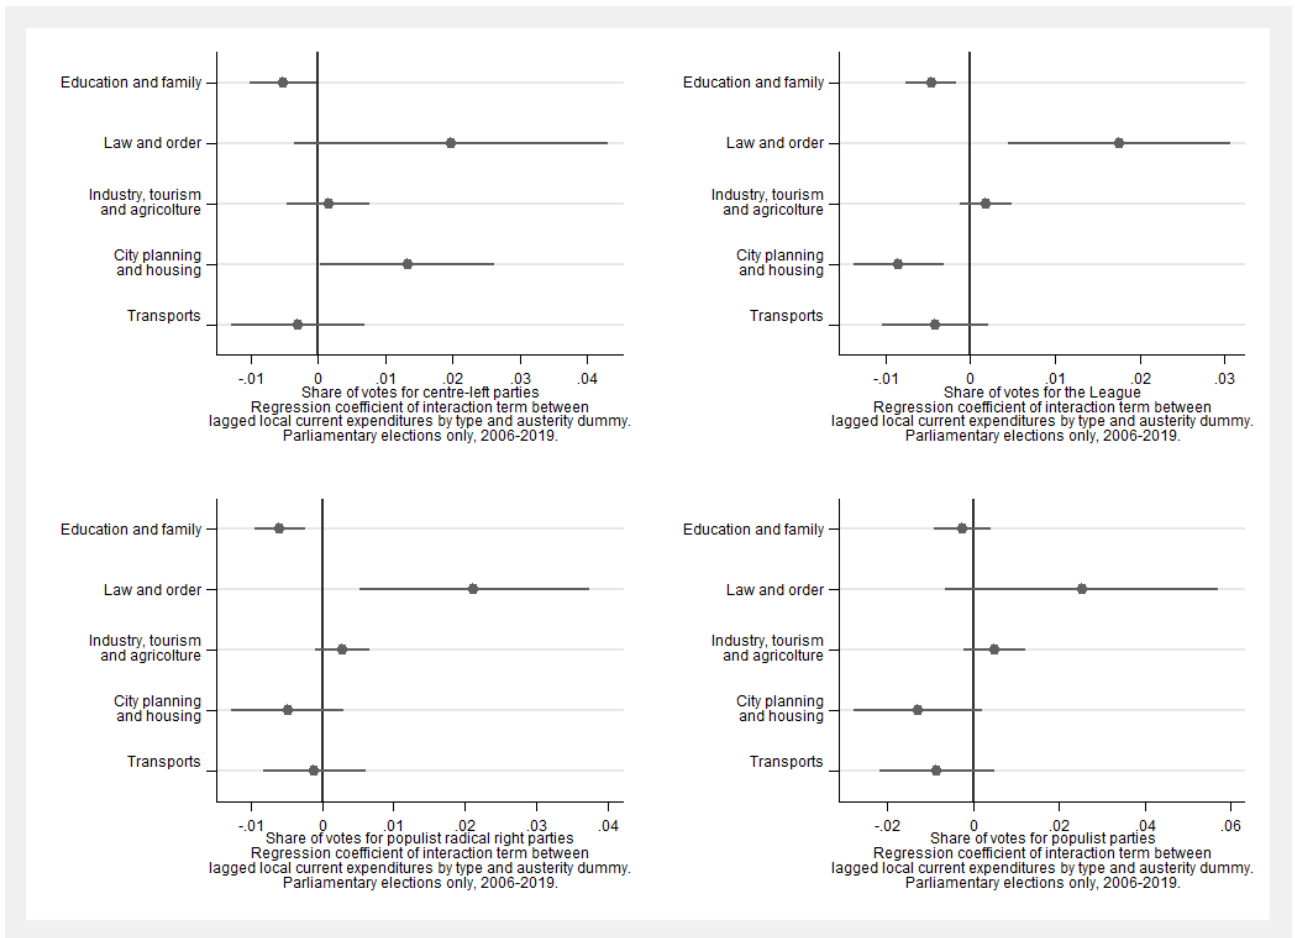 Education and family
Law and order
Industry, tourism
and agricolture
City planning
and housing
Transports
-.01 0 .01 .02 .03 .04
Share of votes for centre-left parties
Regression coefficient of interaction term between
lagged local current expenditures by type and austerity dummy.
Parliamentary elections only, 2006-2019.
Education and family
Law and order
Industry, tourism
and agricolture
City planning
and housing
Transports
-.01 0 .01 .02 .03
Share of votes for the League
Regression coefficient of interaction term between
lagged local current expenditures by type and austerity dummy.
Parliamentary elections only, 2006-2019.
Education and family
Law and order
Industry, tourism
and agricolture
City planning
and housing
Transports
-.01 0 .01 .02 .03 .04
Share of votes for populist radical right parties
Regression coefficient of interaction term between
lagged local current expenditures by type and austerity dummy.
Parliamentary elections only, 2006-2019.
Education and family
Law and order
Industry, tourism
and agricolture
City planning
and housing
Transports
-.02 0 .02 .04 .06
Share of votes for populist parties
Regression coefficient of interaction term between
lagged local current expenditures by type and austerity dummy.
Parliamentary elections only, 2006-2019.